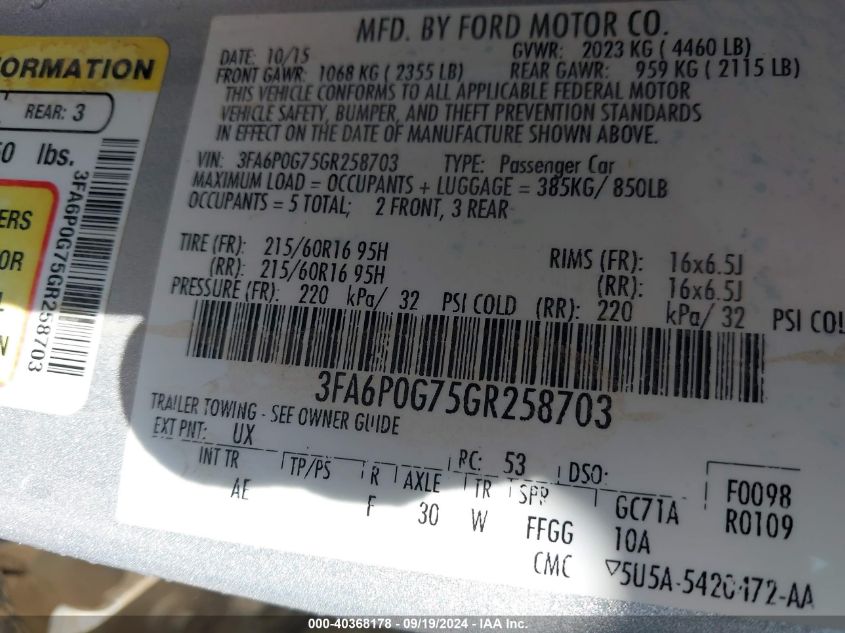 ORMATION
REAR: 3
lbs.
ERS
OR
3FA6P0G75GR258703
MFD. BY FORD MOTOR CO.
DATE: 10/15 GVWR: 2023 KG ( 4460 LB)
FRONT GAWR: 1068 KG ( 2355 LB) REAR GAWR: 959 KG ( 2115 LB)
THIS VEHICLE CONFORMS TO ALL APPLICABLE FEDERAL MOTOR
VEHICLE SAFETY, BUMPER, AND THEFT PREVENTION STANDARDS
IN EFFECT ON THE DATE OF MANUFACTURE SHOWN ABOVE.
VIN: 3FA6P0G75GR258703 TYPE: Passenger Car
MAXIMUM LOAD = OCCUPANTS + LUGGAGE = 385KG/ 850LB
OCCUPANTS = 5 TOTAL; 2 FRONT, 3 REAR
TIRE (FR): 215/60R16 95H RIMS (FR): 16x6.5J
(RR): 215/60R16 95H (RR): 16x6.5J
PRESSURE (FR): 220 kPa/ 32 PSI COLD (RR): 220 kPa/ 32 PSI COL
3FA6P0G75GR258703
TRAILER TOWING - SEE OWNER GUIDE
EXT PNT: UX RC: 53 DSO:
INT TR TP/PS R AXLE TR SPR GC71A F0098
AE F 30 W FFGG 10A R0109
CMC 5U5A-5420472-AA
000-40368178 - 09/19/2024 - IAAI.com